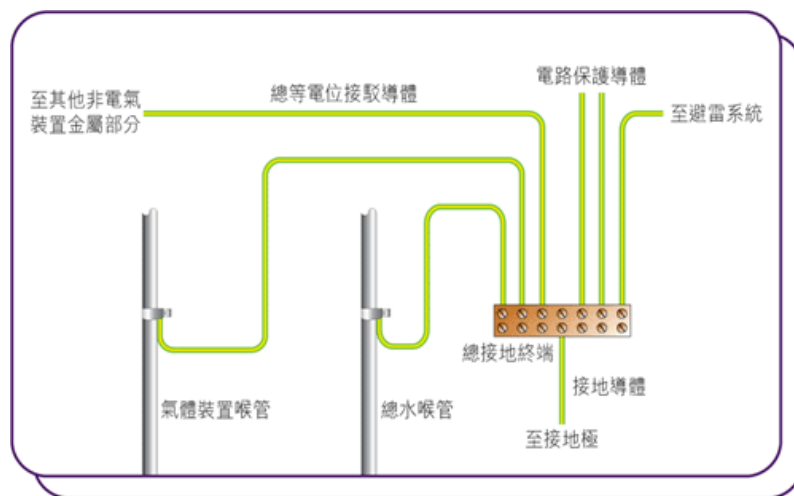 電路保護導體
總等電位接駁導體
至其他非電氣
裝置金屬部分
至避雷系統
總接地終端
接地導體
氣體裝置喉管
總水喉管
至接地極